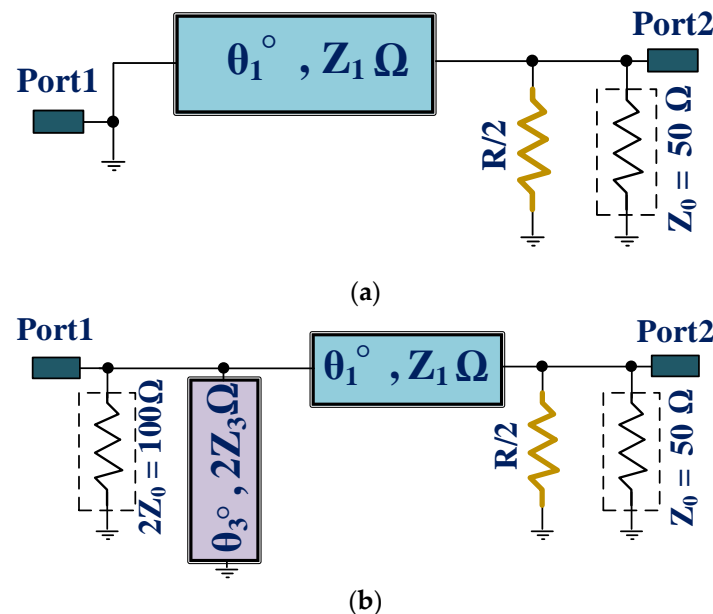 Port1
θ₁° , Z₁ Ω
Port2
R/2
Z₀ = 50 Ω
(a)
Port1
2Z₀ = 100Ω
θ₃° , 2Z₃Ω
θ₁° , Z₁ Ω
Port2
R/2
Z₀ = 50 Ω
(b)